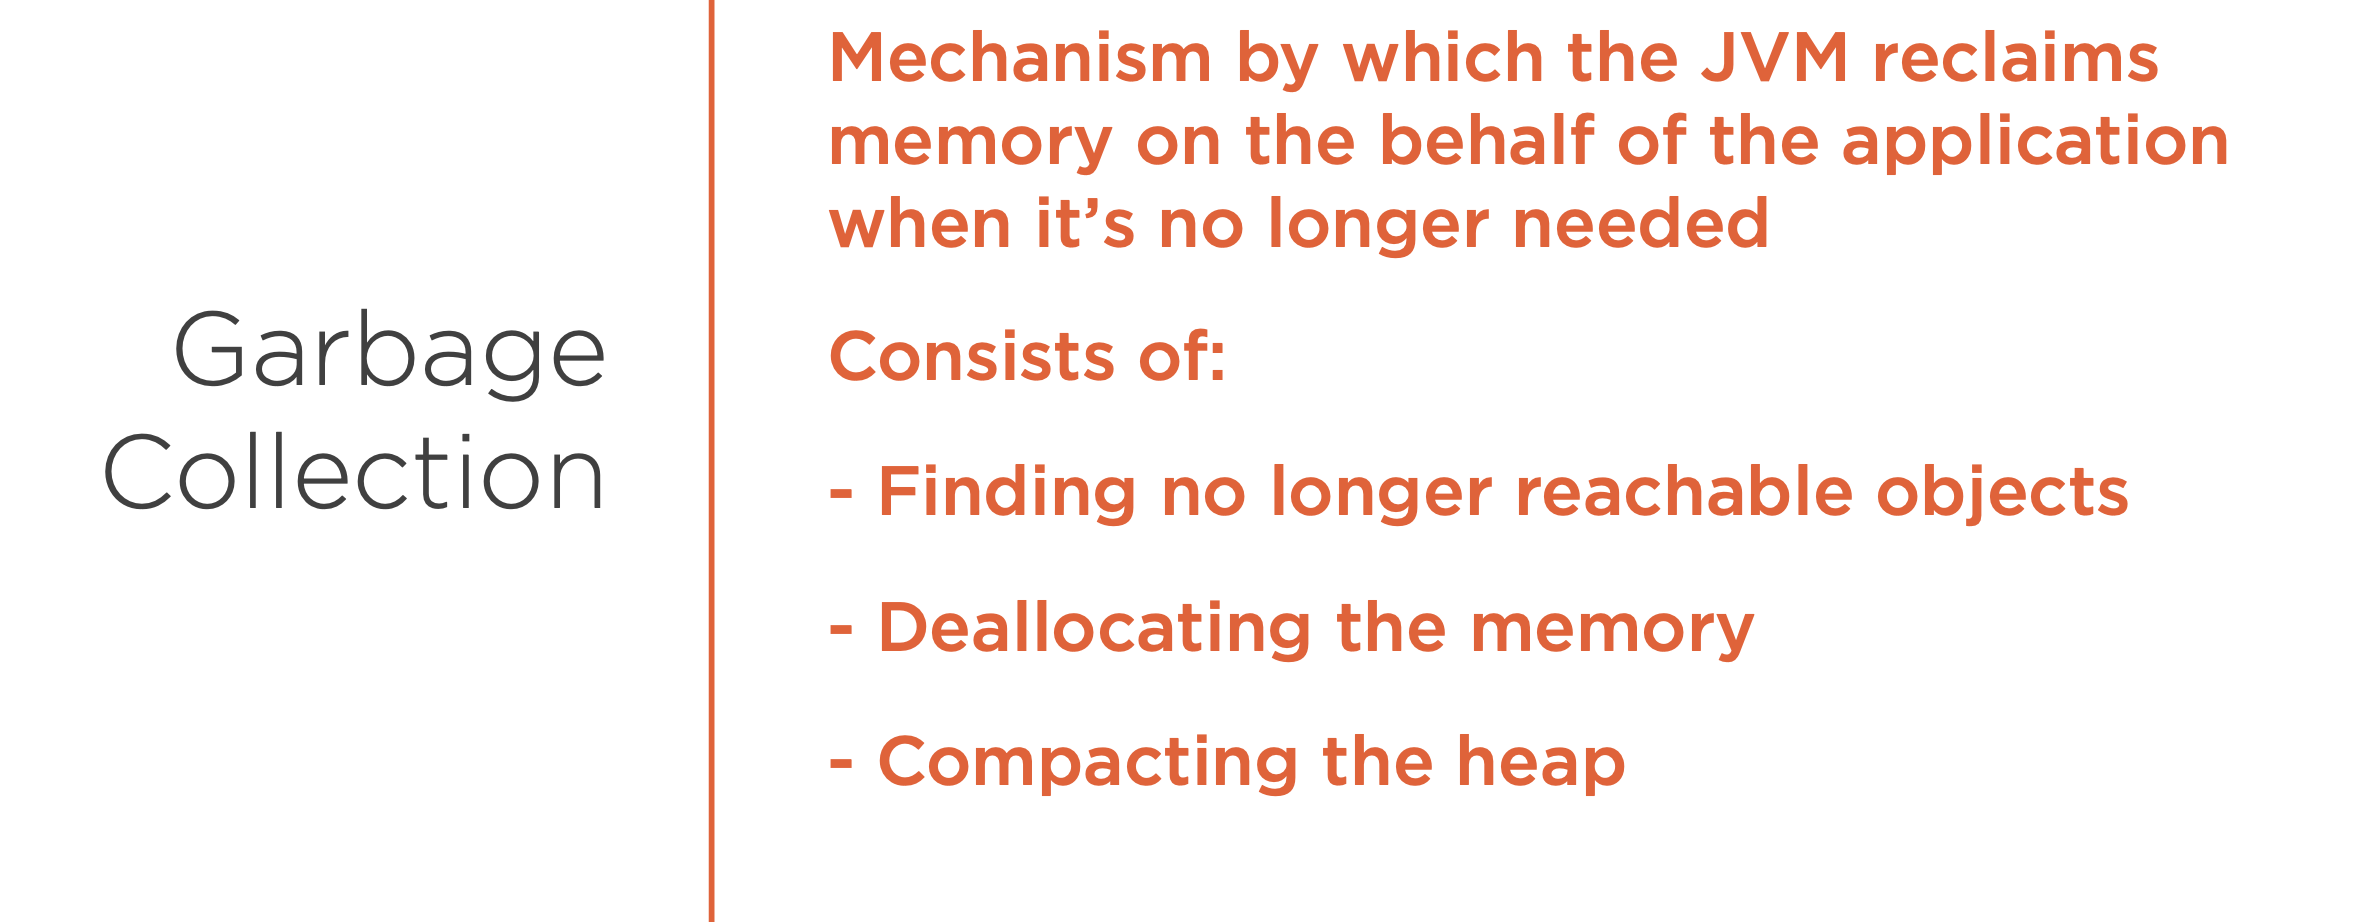 Garbage
Collection
Mechanism by which the JVM reclaims
memory on the behalf of the application
when it’s no longer needed
Consists of:
- Finding no longer reachable objects
- Deallocating the memory
- Compacting the heap